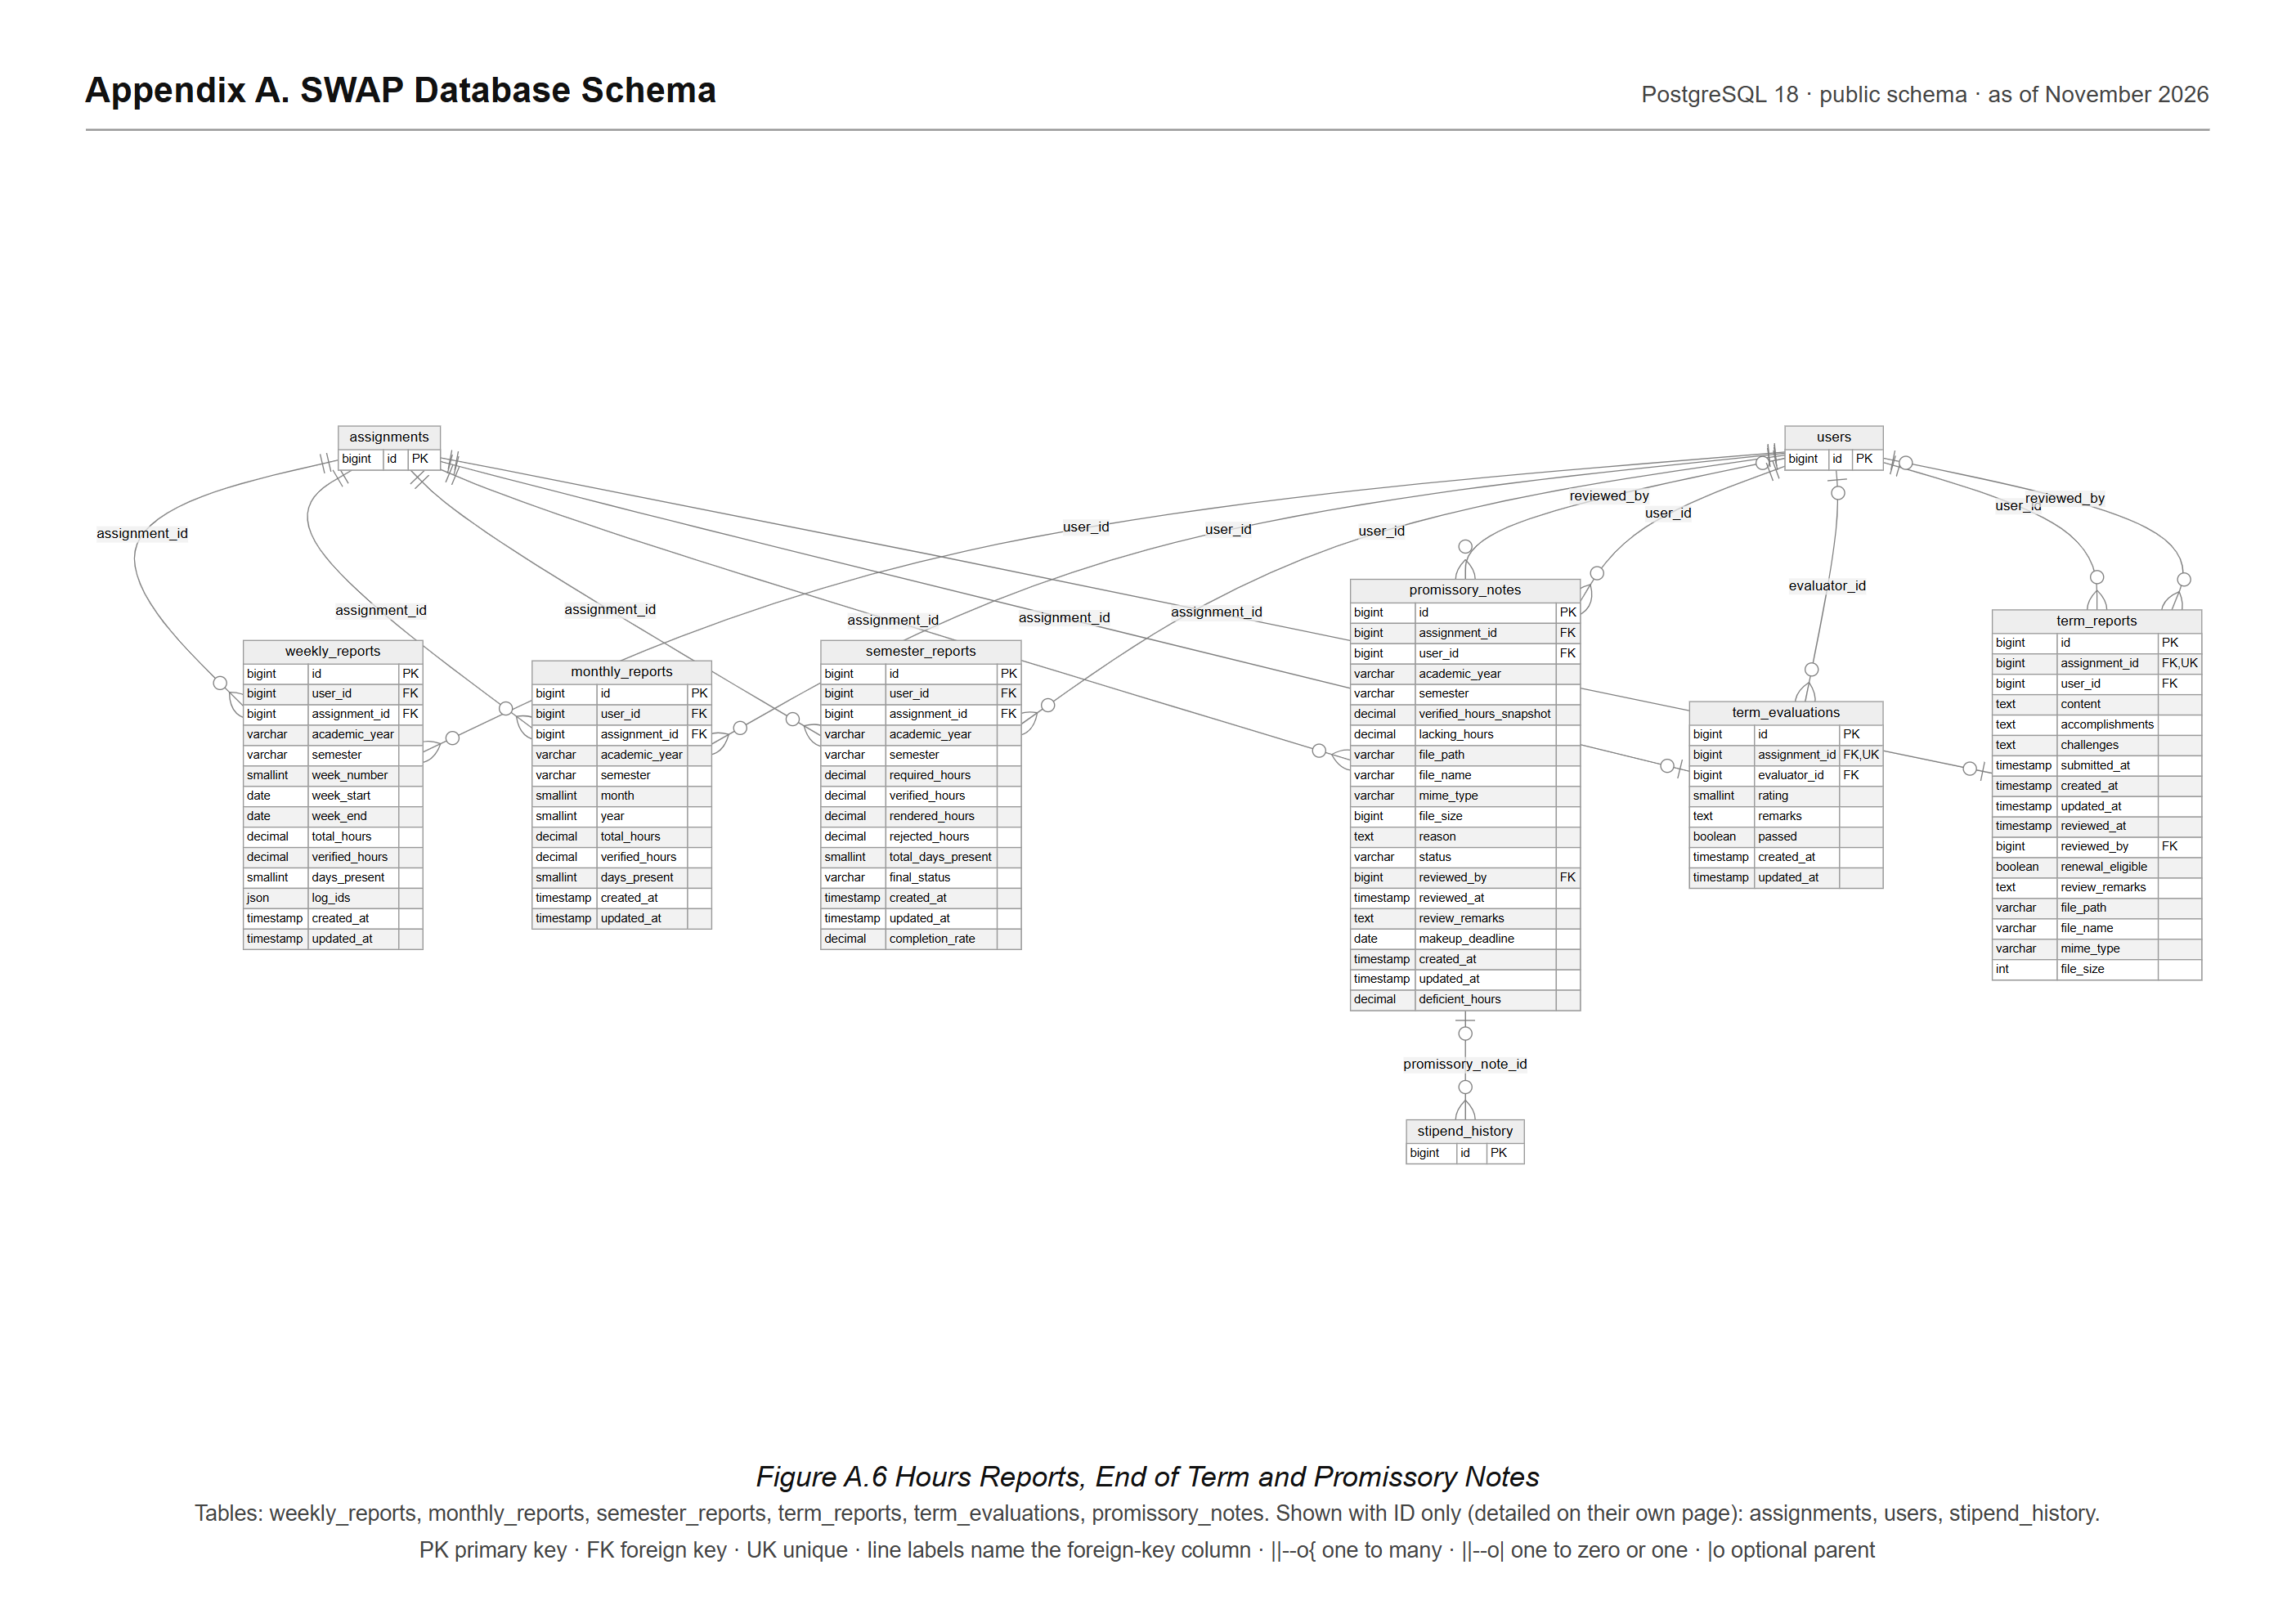 Appendix A. SWAP Database Schema
PostgreSQL 18 · public schema · as of November 2026
assignments
bigint id PK
users
bigint id PK
assignment_id
assignment_id
assignment_id
assignment_id
assignment_id
assignment_id
user_id
user_id
user_id
reviewed_by
user_id
evaluator_id
user_id
reviewed_by
weekly_reports
bigint id PK
bigint user_id FK
bigint assignment_id FK
varchar academic_year
varchar semester
smallint week_number
date week_start
date week_end
decimal total_hours
decimal verified_hours
smallint days_present
json log_ids
timestamp created_at
timestamp updated_at
monthly_reports
bigint id PK
bigint user_id FK
bigint assignment_id FK
varchar academic_year
varchar semester
smallint month
smallint year
decimal total_hours
decimal verified_hours
smallint days_present
timestamp created_at
timestamp updated_at
semester_reports
bigint id PK
bigint user_id FK
bigint assignment_id FK
varchar academic_year
varchar semester
decimal required_hours
decimal verified_hours
decimal rendered_hours
decimal rejected_hours
smallint total_days_present
varchar final_status
timestamp created_at
timestamp updated_at
decimal completion_rate
promissory_notes
bigint id PK
bigint assignment_id FK
bigint user_id FK
varchar academic_year
varchar semester
decimal verified_hours_snapshot
decimal lacking_hours
varchar file_path
varchar file_name
varchar mime_type
bigint file_size
text reason
varchar status
bigint reviewed_by FK
timestamp reviewed_at
text review_remarks
date makeup_deadline
timestamp created_at
timestamp updated_at
decimal deficient_hours
term_evaluations
bigint id PK
bigint assignment_id FK,UK
bigint evaluator_id FK
smallint rating
text remarks
boolean passed
timestamp created_at
timestamp updated_at
term_reports
bigint id PK
bigint assignment_id FK,UK
bigint user_id FK
text content
text accomplishments
text challenges
timestamp submitted_at
timestamp created_at
timestamp updated_at
timestamp reviewed_at
bigint reviewed_by FK
boolean renewal_eligible
text review_remarks
varchar file_path
varchar file_name
varchar mime_type
int file_size
promissory_note_id
stipend_history
bigint id PK
Figure A.6 Hours Reports, End of Term and Promissory Notes
Tables: weekly_reports, monthly_reports, semester_reports, term_reports, term_evaluations, promissory_notes. Shown with ID only (detailed on their own page): assignments, users, stipend_history.
PK primary key · FK foreign key · UK unique · line labels name the foreign-key column · ||--o{ one to many · ||--o| one to zero or one · |o optional parent